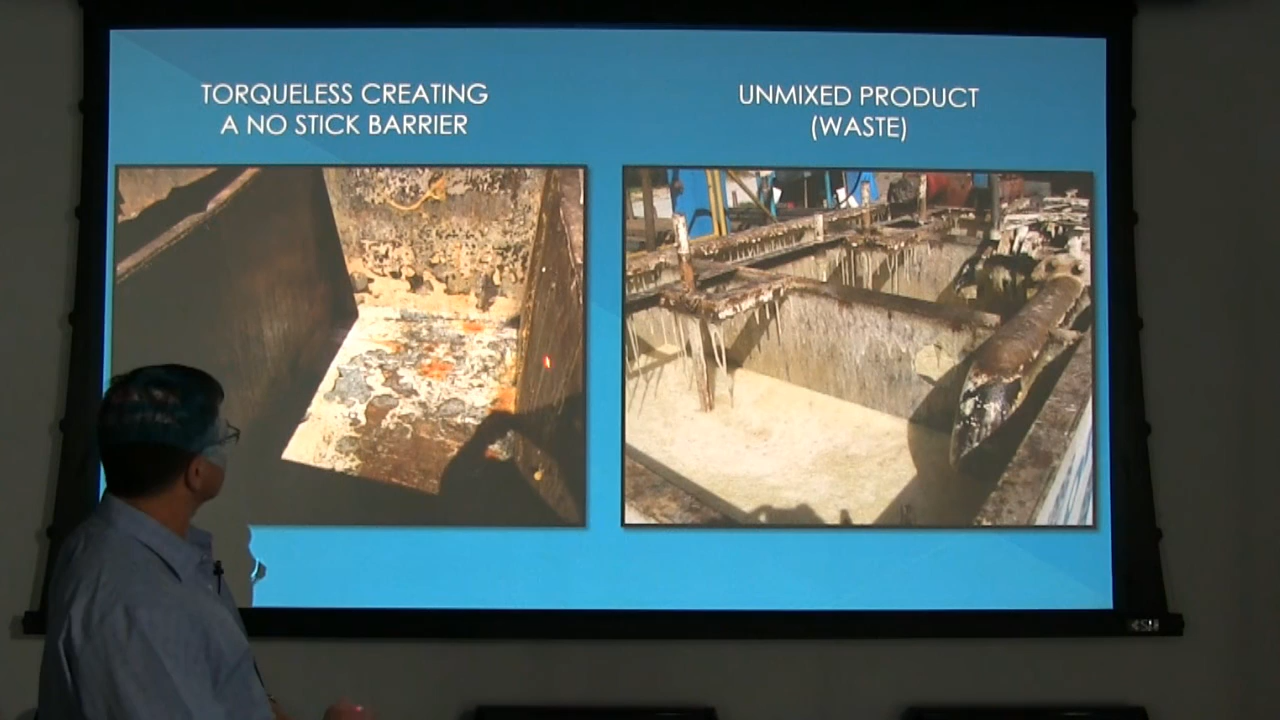 TORQUELESS CREATING
A NO STICK BARRIER
UNMIXED PRODUCT
(WASTE)